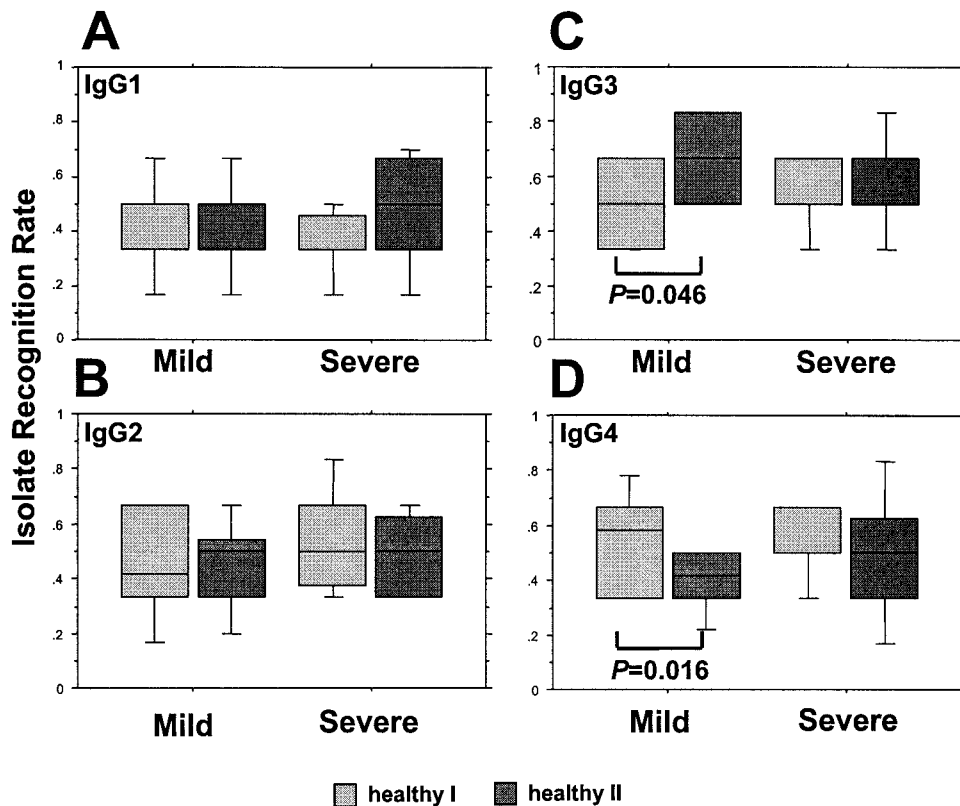 Isolate Recognition Rate
A
IgG1
1
.8
.6
.4
.2
0
Mild Severe
B
IgG2
1
.8
.6
.4
.2
0
Mild Severe
C
IgG3
1
.8
.6
.4
.2
0
P=0.046
Mild Severe
D
IgG4
1
.8
.6
.4
.2
0
P=0.016
Mild Severe
healthy I healthy II